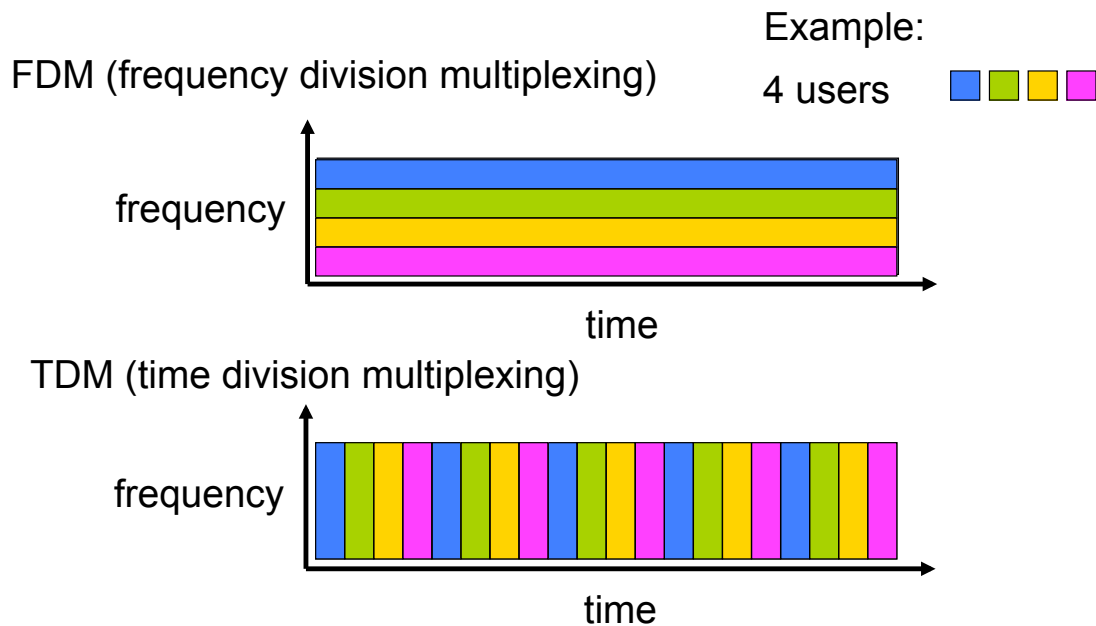 Example:
FDM (frequency division multiplexing)
4 users
frequency
time
TDM (time division multiplexing)
frequency
time